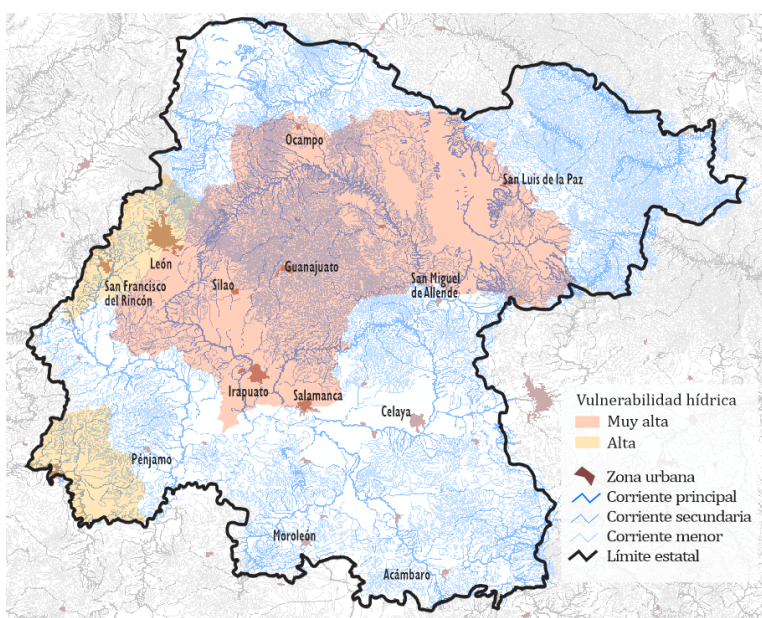 Ocampo
San Luis de la Paz
León
San Francisco
del Rincón
Silao
Guanajuato
San Miguel
de Allende
Irapuato
Salamanca
Celaya
Pénjamo
Moroleón
Acámbaro
Vulnerabilidad hídrica
Muy alta
Alta
Zona urbana
Corriente principal
Corriente secundaria
Corriente menor
Límite estatal